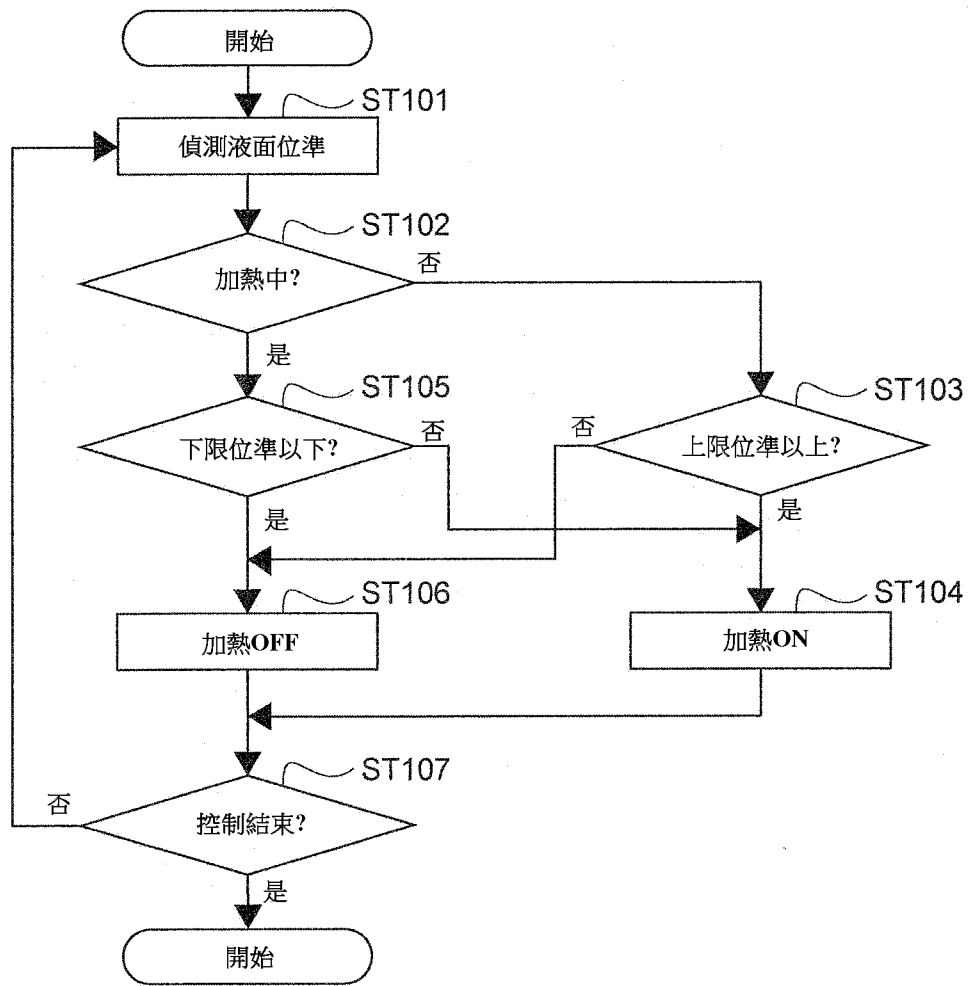 開始
ST101
偵測液面位準
ST102
加熱中?
否
是
ST105
下限位準以下?
否
是
ST103
上限位準以上?
否
是
ST106
加熱OFF
ST104
加熱ON
ST107
控制結束?
否
是
開始